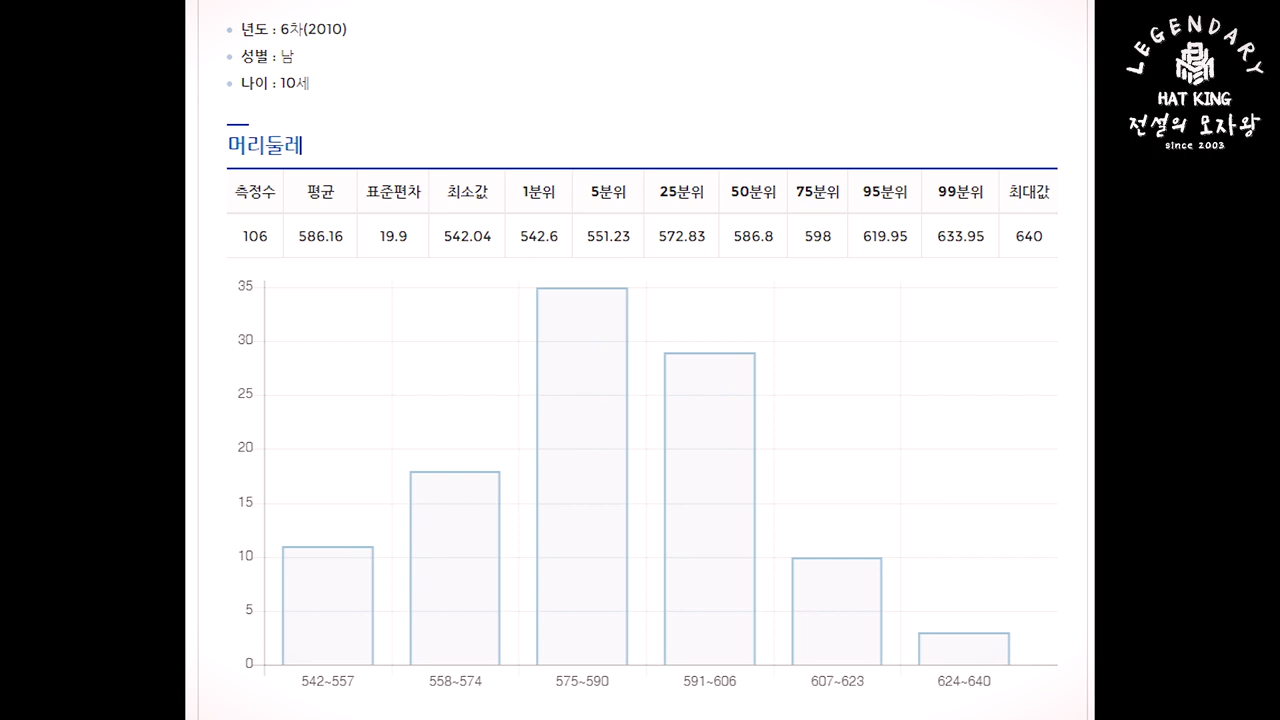 년도 : 6차(2010)
성별 : 남
나이 : 10세
머리둘레
측정수 평균 표준편차 최소값 1분위 5분위 25분위 50분위 75분위 95분위 99분위 최대값
106 586.16 19.9 542.04 542.6 551.23 572.83 586.8 598 619.95 633.95 640
35
30
25
20
15
10
5
0
542~557 558~574 575~590 591~606 607~623 624~640
LEGENDARY
HAT KING
전설의 모자왕
since 2003